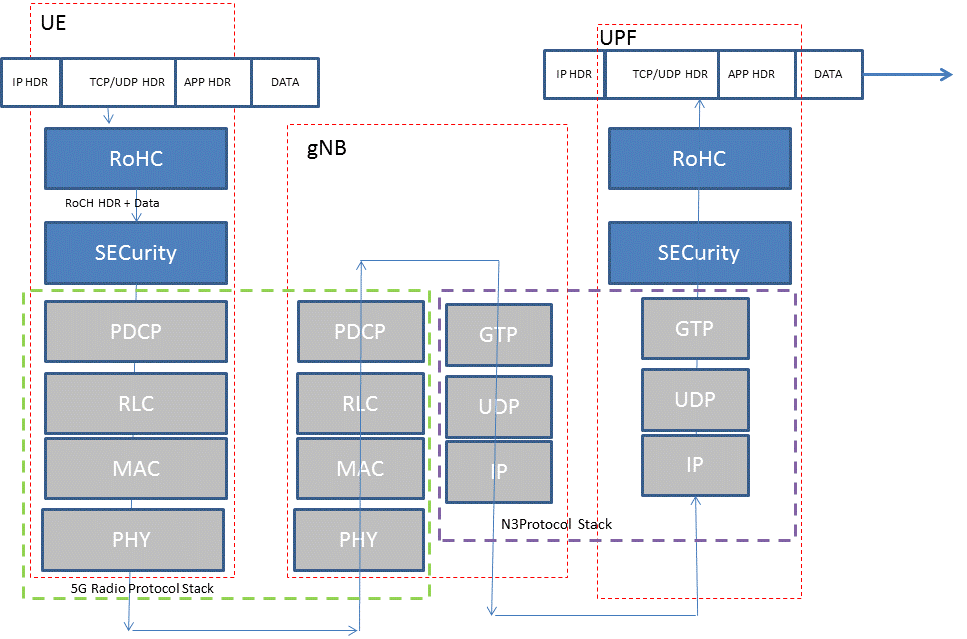 UE
UPF
IP HDR TCP/UDP HDR APP HDR DATA
IP HDR TCP/UDP HDR APP HDR DATA
gNB
RoHC
RoHC
RoCH HDR + Data
SECurity
SECurity
PDCP
PDCP
GTP
GTP
RLC
RLC
UDP
UDP
MAC
MAC
IP
IP
N3Protocol Stack
PHY
PHY
5G Radio Protocol Stack